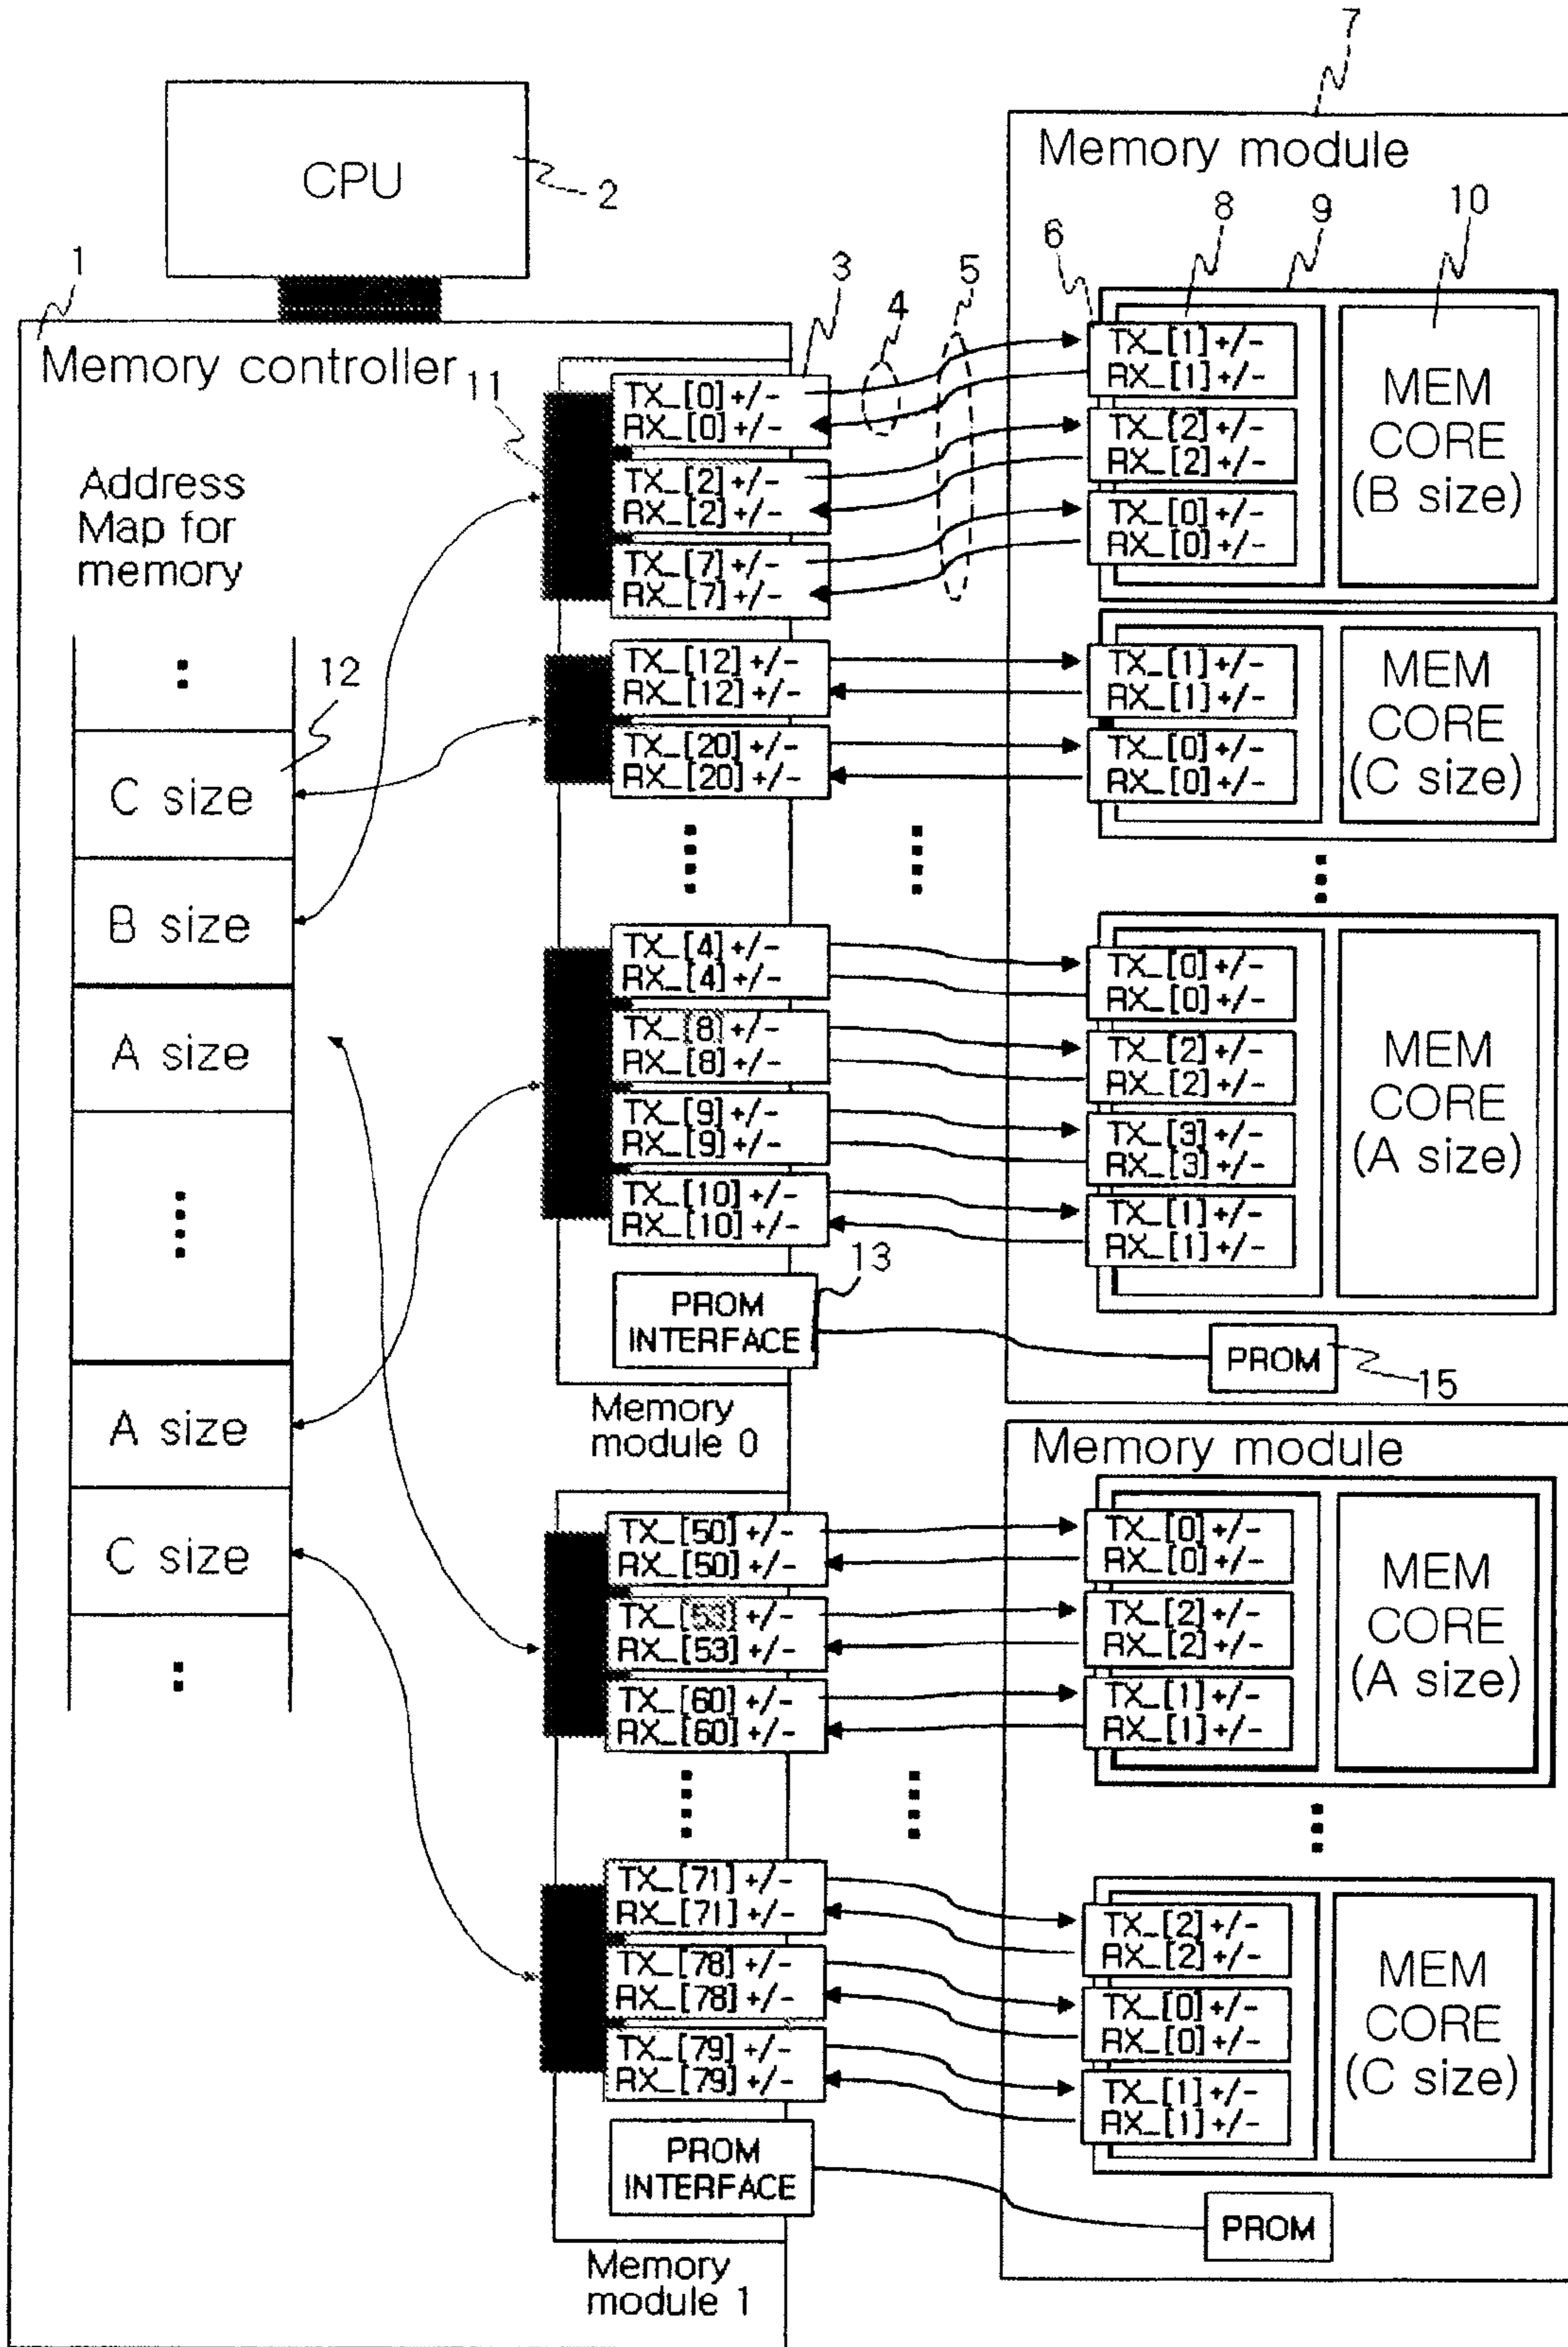 7
CPU
2
Memory module
1
3
4
5
6
8
9
10
Memory controller
11
TX_[0]+/-
RX_[0]+/-
TX_[2]+/-
RX_[2]+/-
TX_[7]+/-
RX_[7]+/-
TX_[1]+/-
RX_[1]+/-
TX_[2]+/-
RX_[2]+/-
TX_[0]+/-
RX_[0]+/-
MEM
CORE
(B size)
Address
Map for
memory
12
TX_[12]+/-
RX_[12]+/-
TX_[20]+/-
RX_[20]+/-
TX_[1]+/-
RX_[1]+/-
TX_[0]+/-
RX_[0]+/-
MEM
CORE
(C size)
C size
B size
A size
A size
C size
TX_[4]+/-
RX_[4]+/-
TX_[8]+/-
RX_[8]+/-
TX_[9]+/-
RX_[9]+/-
TX_[10]+/-
RX_[10]+/-
TX_[0]+/-
RX_[0]+/-
TX_[2]+/-
RX_[2]+/-
TX_[3]+/-
RX_[3]+/-
TX_[1]+/-
RX_[1]+/-
MEM
CORE
(A size)
13
PROM
INTERFACE
PROM
15
Memory
module 0
Memory module
TX_[50]+/-
RX_[50]+/-
TX_[53]+/-
RX_[53]+/-
TX_[60]+/-
RX_[60]+/-
TX_[0]+/-
RX_[0]+/-
TX_[2]+/-
RX_[2]+/-
TX_[1]+/-
RX_[1]+/-
MEM
CORE
(A size)
TX_[71]+/-
RX_[71]+/-
TX_[78]+/-
RX_[78]+/-
TX_[79]+/-
RX_[79]+/-
TX_[2]+/-
RX_[2]+/-
TX_[0]+/-
RX_[0]+/-
TX_[1]+/-
RX_[1]+/-
MEM
CORE
(C size)
PROM
INTERFACE
PROM
Memory
module 1